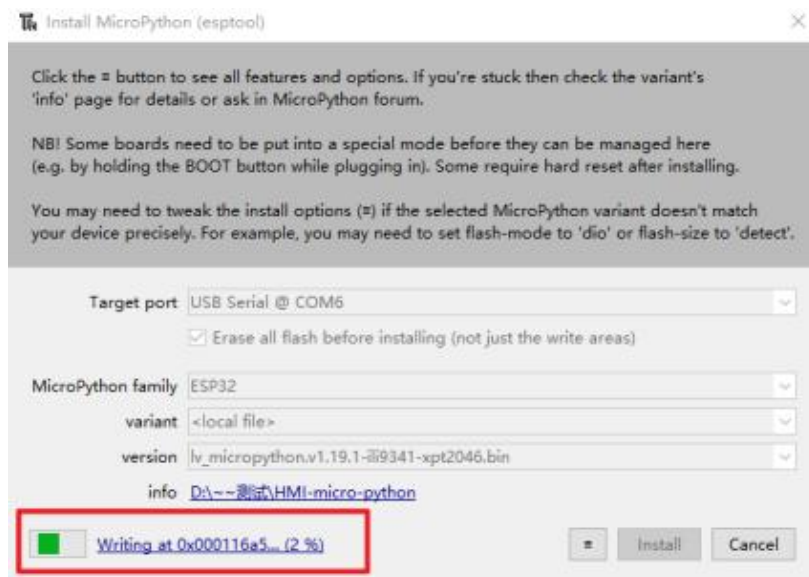 Install MicroPython (esptool)
Click the ≡ button to see all features and options. If you're stuck then check the variant's
'info' page for details or ask in MicroPython forum.
NB! Some boards need to be put into a special mode before they can be managed here
(e.g. by holding the BOOT button while plugging in). Some require hard reset after installing.
You may need to tweak the install options (≡) if the selected MicroPython variant doesn't match
your device precisely. For example, you may need to set flash-mode to 'dio' or flash-size to 'detect'.
Target port USB Serial @ COM6
Erase all flash before installing (not just the write areas)
MicroPython family ESP32
variant <local file>
version lv_micropython.v1.19.1-ili9341-xpt2046.bin
info D:\~~测试\HMI-micro-python
Writing at 0x000116a5... (2 %) ≡ Install Cancel